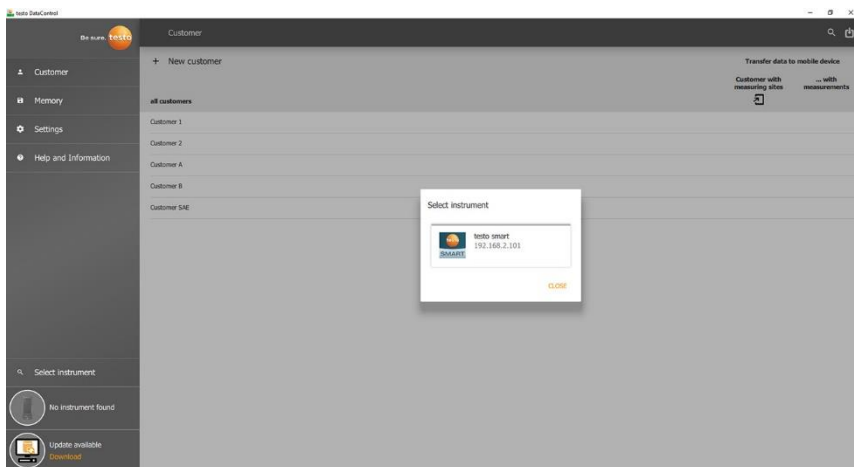 testo DataControl
Be sure. testo
Customer
Memory
Settings
Help and Information
Select instrument
No instrument found
Update available
Download
Customer
+ New customer
Transfer data to mobile device
Customer with
measuring sites
... with
measurements
all customers
Customer 1
Customer 2
Customer A
Customer B
Customer SAE
Select instrument
testo smart
192.168.2.101
SMART
CLOSE